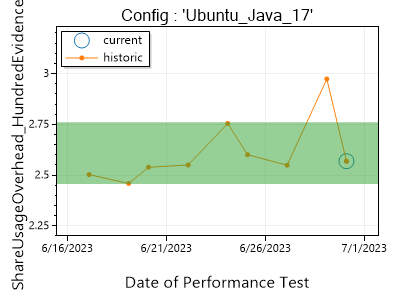 Config : 'Ubuntu_Java_17'
current
historic
ShareUsageOverhead_HundredEvidence
3
2.75
2.5
2.25
6/16/2023
6/21/2023
6/26/2023
7/1/2023
Date of Performance Test